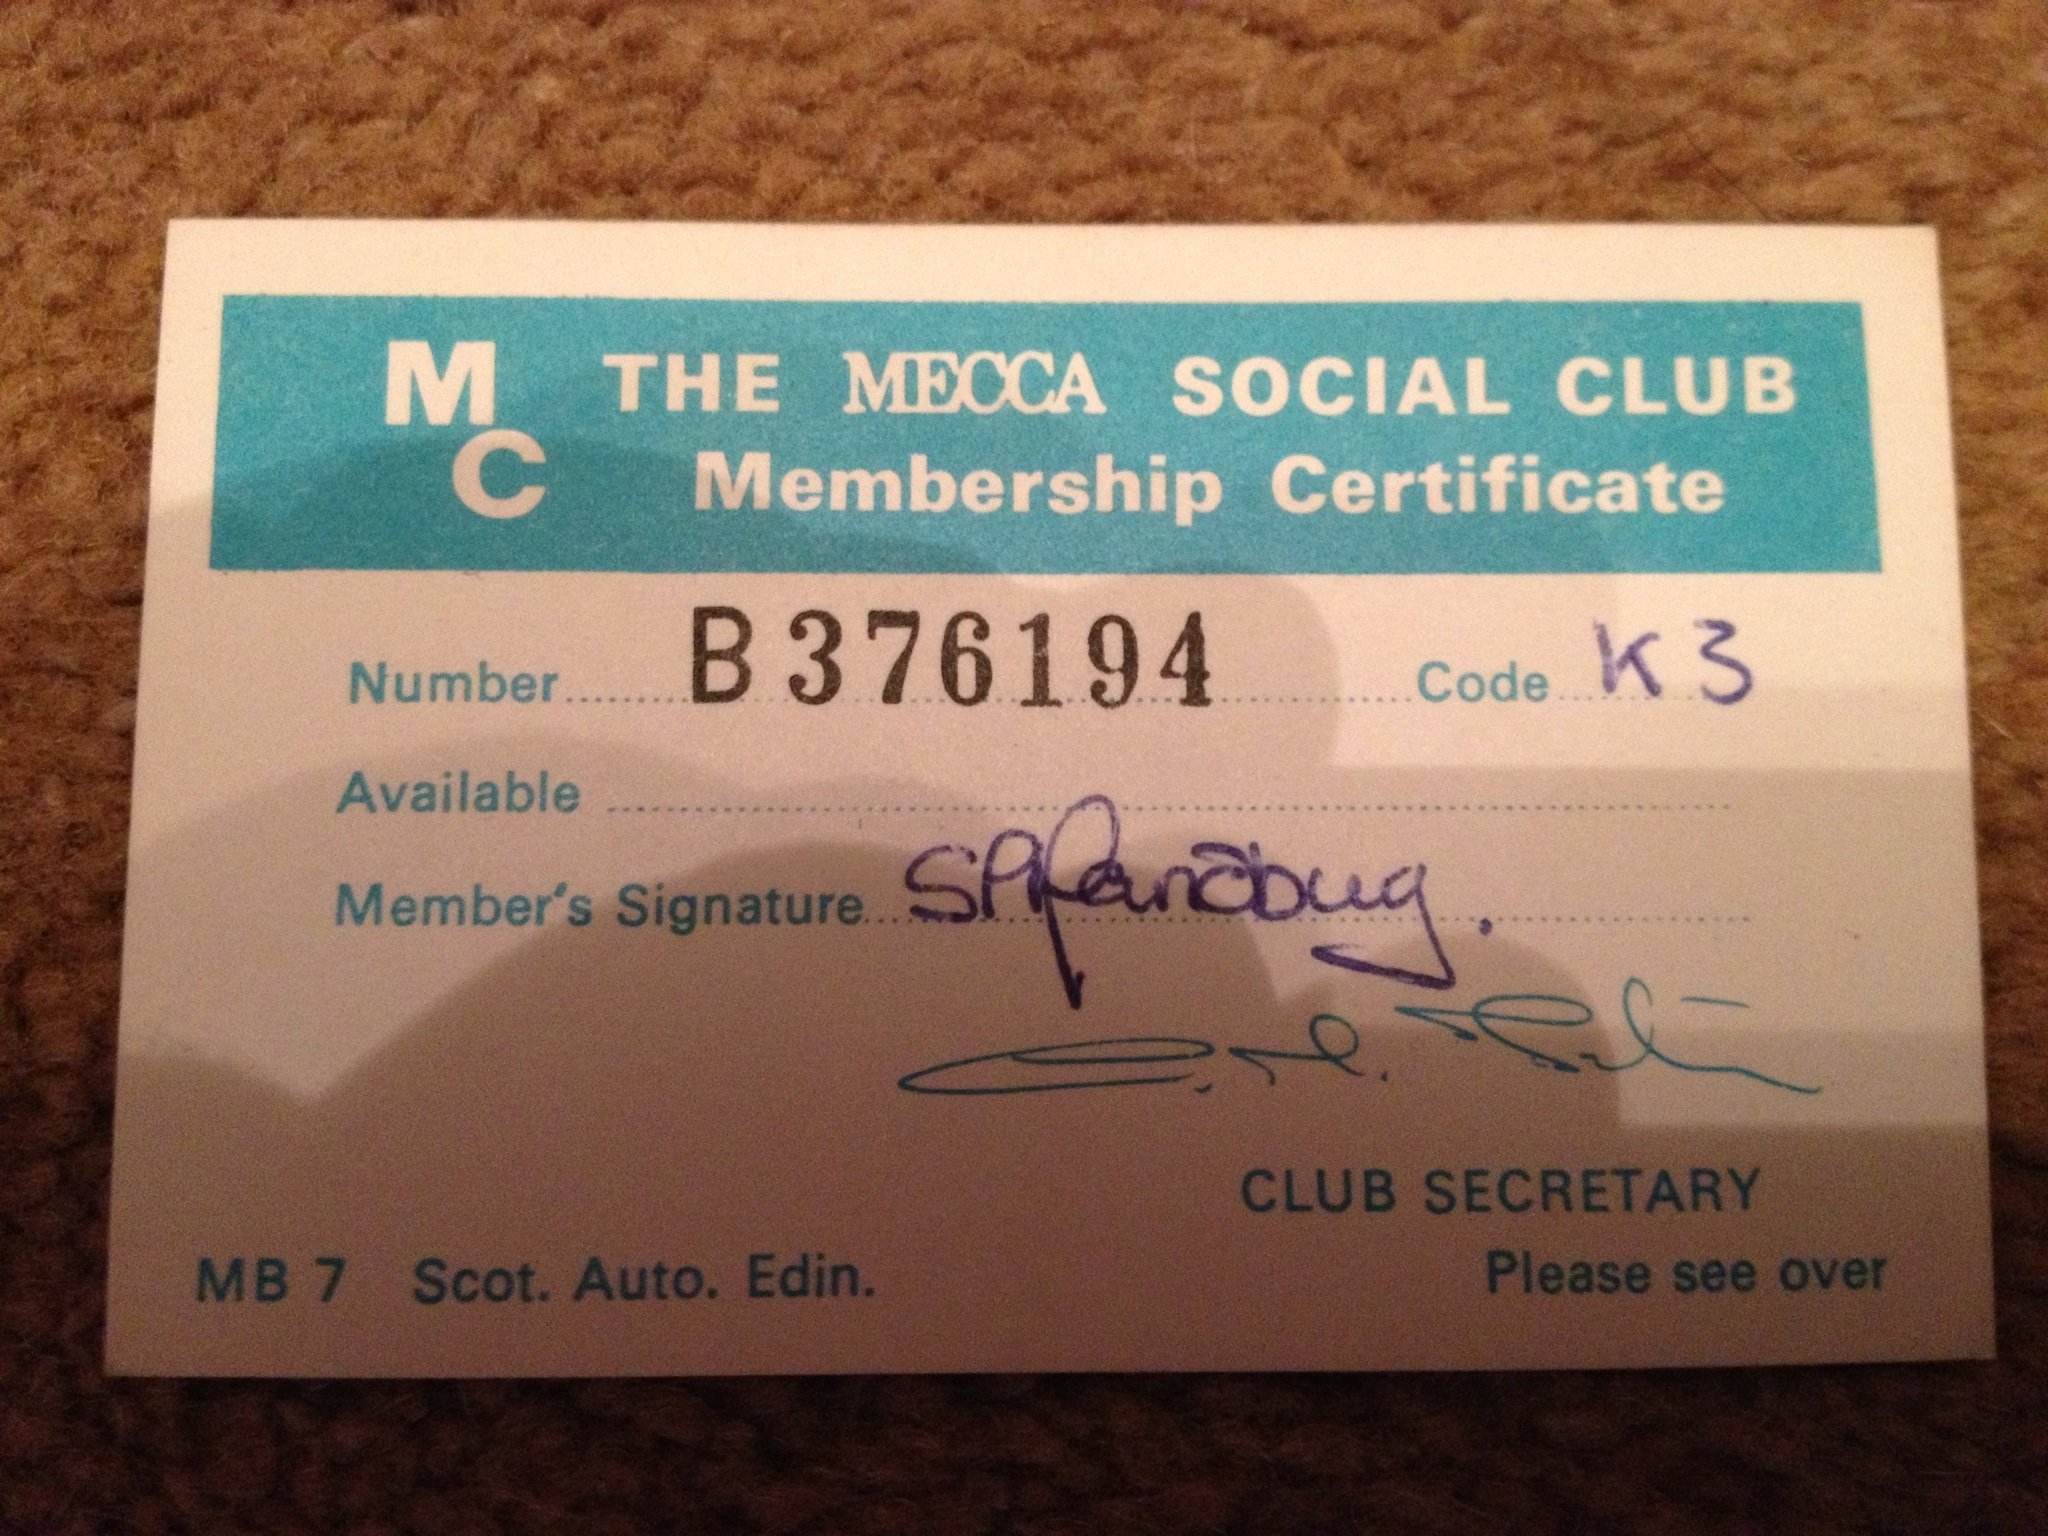 M THE MECCA SOCIAL CLUB
C Membership Certificate
Number B 376194 Code K 3
Available
Member's Signature
CLUB SECRETARY
MB 7 Scot. Auto. Edin. Please see over